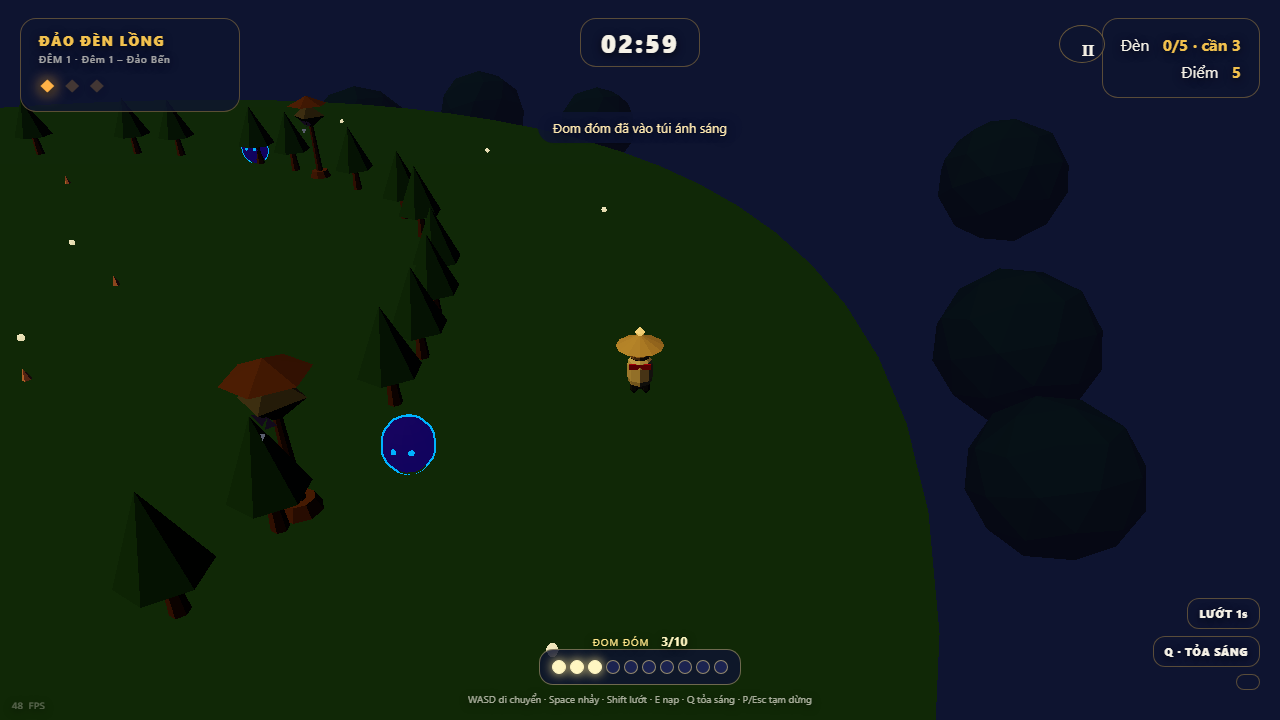 ĐẢO ĐÈN LỒNG
ĐÊM 1 · Đêm 1 – Đảo Bến
02:59
II
Đèn 0/5 · cần 3
Điểm 5
Đom đóm đã vào túi ánh sáng
LƯỚT 1s
Q · TỎA SÁNG
ĐOM ĐÓM 3/10
WASD di chuyển · Space nhảy · Shift lướt · E nạp · Q tỏa sáng · P/Esc tạm dừng
48 FPS